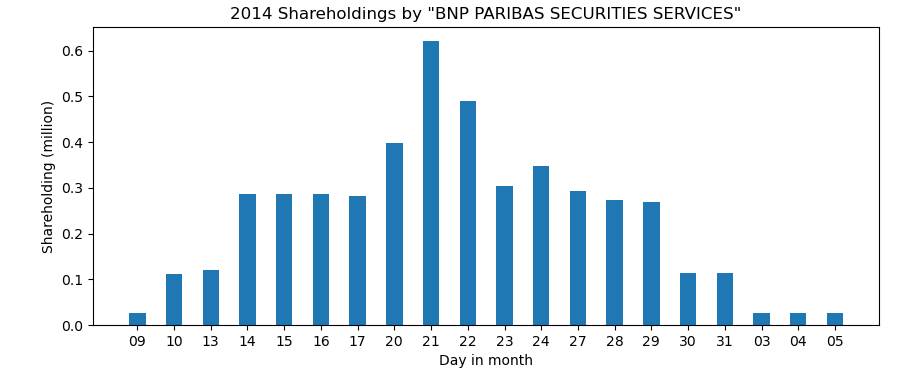 2014 Shareholdings by "BNP PARIBAS SECURITIES SERVICES"
Shareholding (million)
0.6
0.5
0.4
0.3
0.2
0.1
0.0
09 10 13 14 15 16 17 20 21 22 23 24 27 28 29 30 31 03 04 05
Day in month